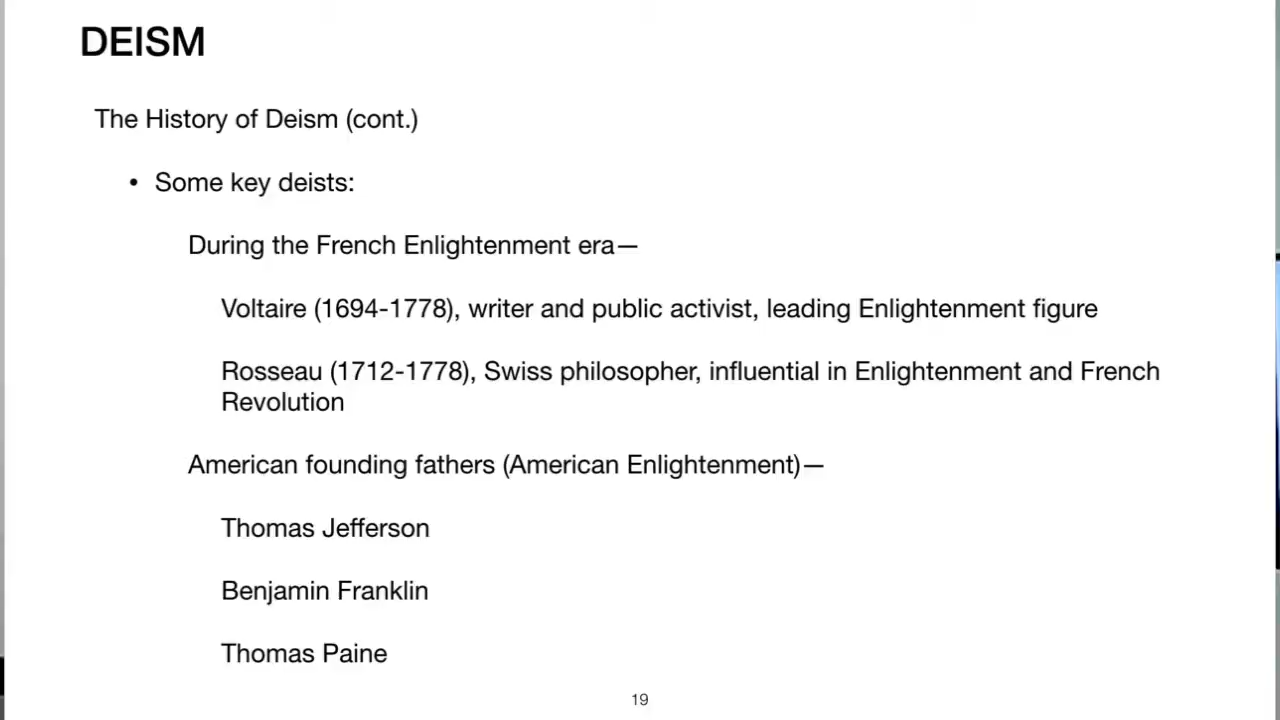 DEISM
The History of Deism (cont.)
• Some key deists:
During the French Enlightenment era—
Voltaire (1694-1778), writer and public activist, leading Enlightenment figure
Rosseau (1712-1778), Swiss philosopher, influential in Enlightenment and French
Revolution
American founding fathers (American Enlightenment)—
Thomas Jefferson
Benjamin Franklin
Thomas Paine
19